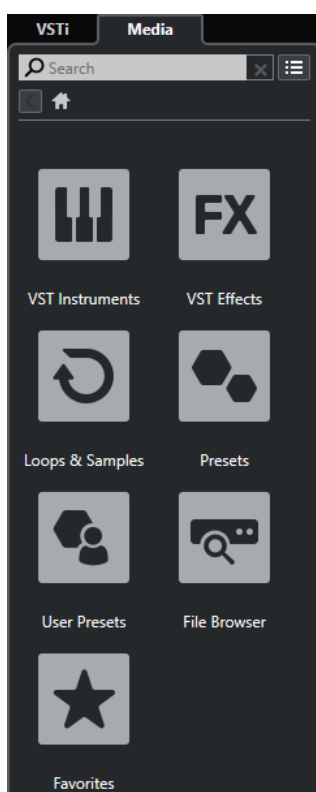 VSTi Media
Search
FX
VST Instruments VST Effects
Loops & Samples Presets
User Presets File Browser
Favorites